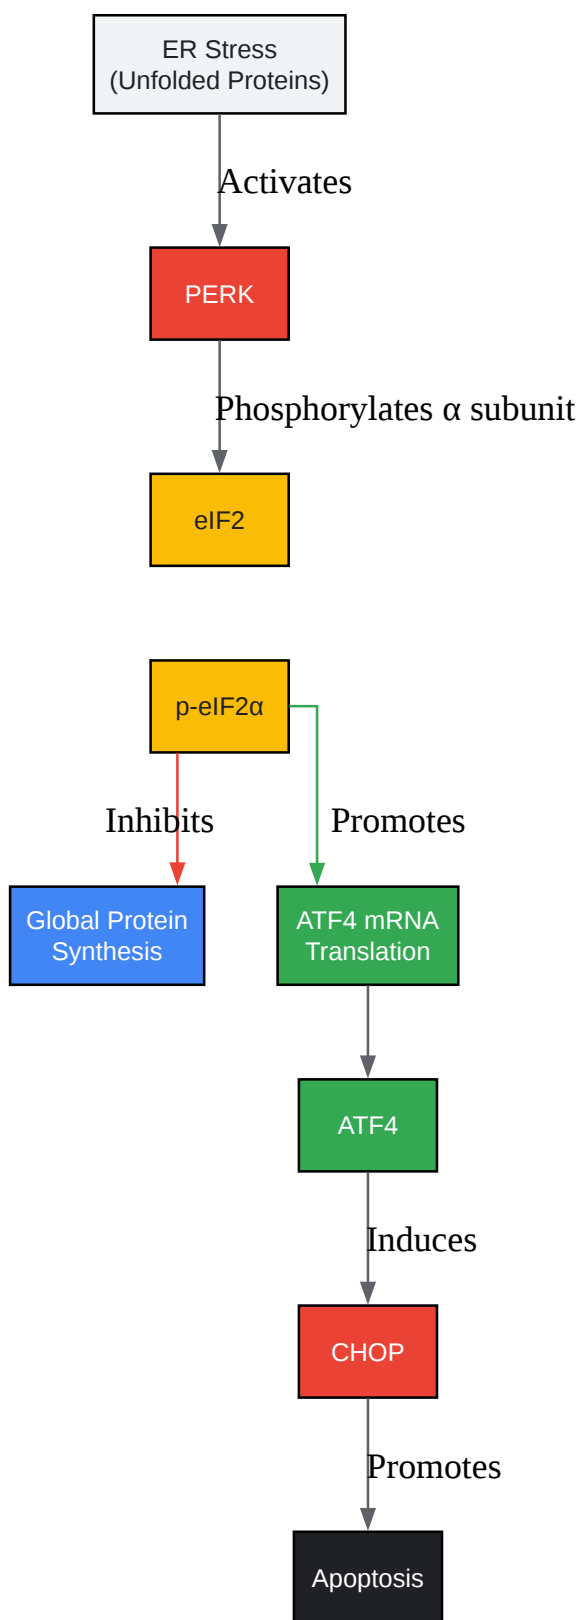 ER Stress
(Unfolded Proteins)
Activates
PERK
Phosphorylates α subunit
eIF2
p-eIF2α
Inhibits
Promotes
Global Protein
Synthesis
ATF4 mRNA
Translation
ATF4
Induces
CHOP
Promotes
Apoptosis